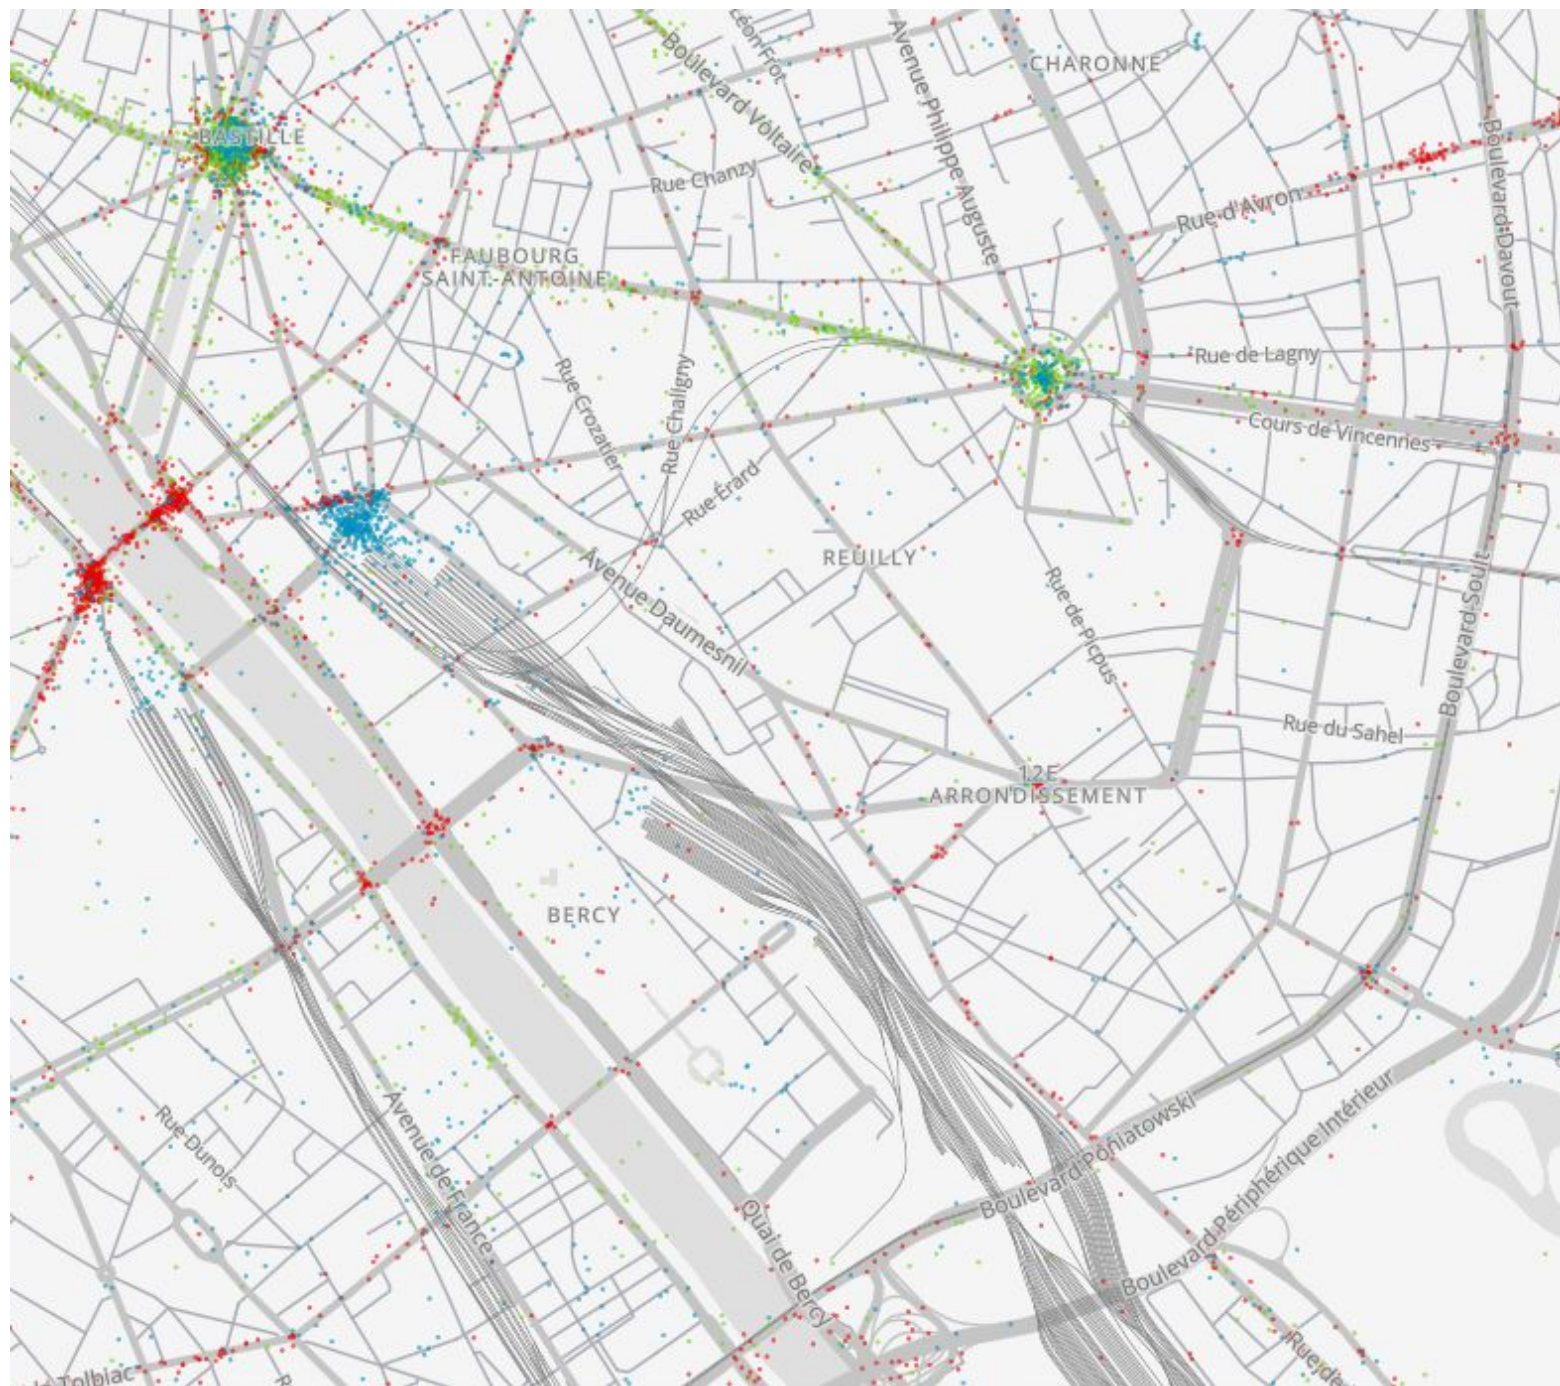 Léon Frot
Boulevard Voltaire
Avenue Philippe Auguste
CHARONNE
BASTILLE
Boulevard Davout
Rue Chanzy
Rue d'Avron
FAUBOURG
SAINT-ANTOINE
Rue de Lagny
Rue Crozatier
Rue Chaligny
Cours de Vincennes
Rue Érard
REUILLY
Avenue Daumesnil
Rue de Picpus
Boulevard Soult
Rue du Sahel
12E
ARRONDISSEMENT
BERCY
Rue Dunois
Avenue de France
Boulevard Poniatowski
Boulevard Périphérique Intérieur
Quai de Bercy
Tolbiac
Rue de